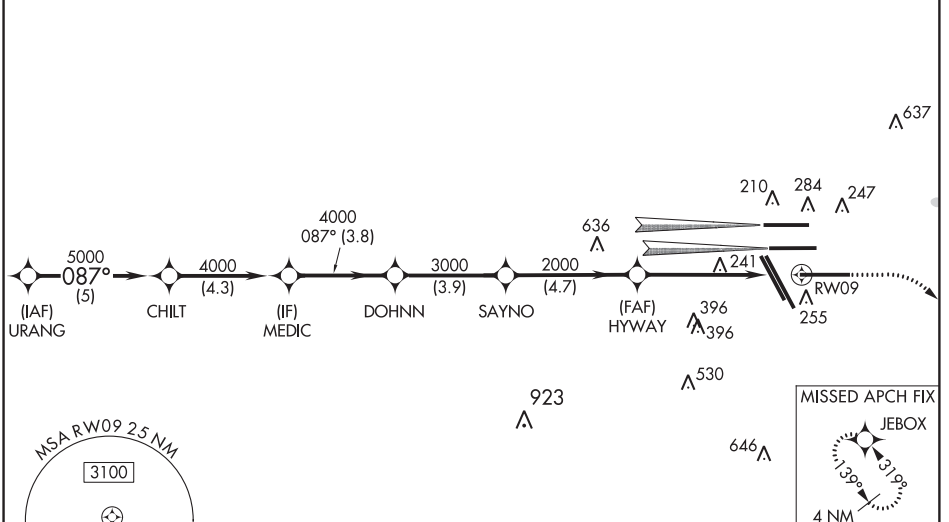 637
210
284
247
4000
087° (3.8)
636
241
5000
087°
(5)
4000
(4.3)
3000
(3.9)
2000
(4.7)
RW09
(IAF)
URANG
CHILT
(IF)
MEDIC
DOHNN
SAYNO
(FAF)
HYWAY
396
396
255
530
923
646
MISSED APCH FIX
JEBOX
139°
319°
4 NM
MSA RW09 25 NM
3100